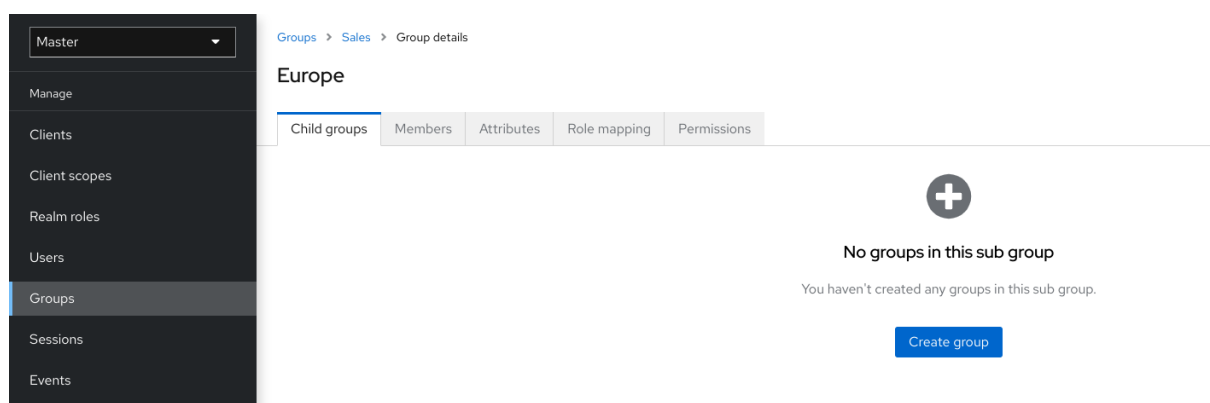 Master
Manage
Clients
Client scopes
Realm roles
Users
Groups
Sessions
Events
Groups > Sales > Group details
Europe
Child groups Members Attributes Role mapping Permissions
No groups in this sub group
You haven't created any groups in this sub group.
Create group